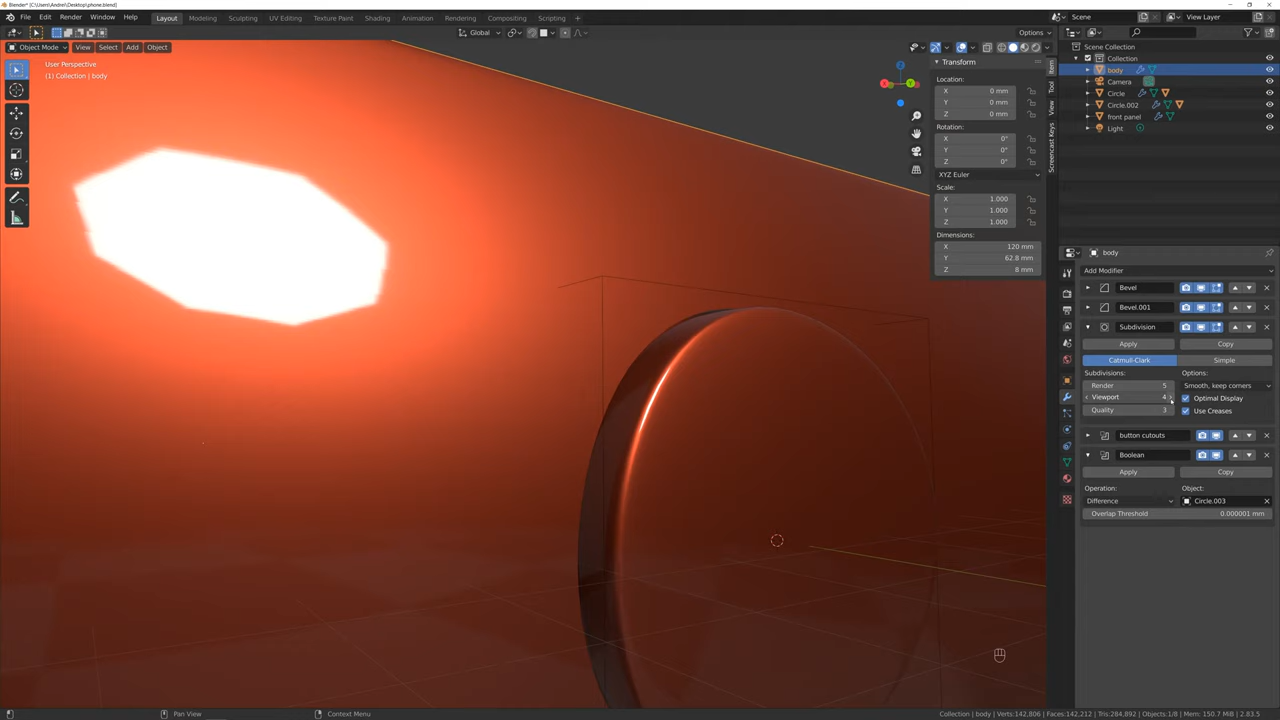 Blender* [C:\Users\Andrei\Desktop\phone.blend]
File Edit Render Window Help Layout Modeling Sculpting UV Editing Texture Paint Shading Animation Rendering Compositing Scripting Scene View Layer
Global Options
Object Mode View Select Add Object
User Perspective
(1) Collection | body
Transform
Location:
X 0 mm
Y 0 mm
Z 0 mm
Rotation:
X 0°
Y 0°
Z 0°
XYZ Euler
Scale:
X 1.000
Y 1.000
Z 1.000
Dimensions:
X 120 mm
Y 62.8 mm
Z 8 mm
Item
Tool
View
Screencast Keys
Scene Collection
Collection
body
Camera
Circle
Circle.002
front panel
Light
body
Add Modifier
Bevel
Bevel.001
Subdivision
Apply Copy
Catmull-Clark Simple
Subdivisions: Options:
Render 5 Smooth, keep corners
Viewport 4 Optimal Display
Quality 3 Use Creases
button cutouts
Boolean
Apply Copy
Operation: Object:
Difference Circle.003
Overlap Threshold 0.000001 mm
Pan View Context Menu Collection | body | Verts:142,806 | Faces:142,212 | Tris:284,892 | Objects:1/8 | Mem: 150.7 MiB | 2.83.5